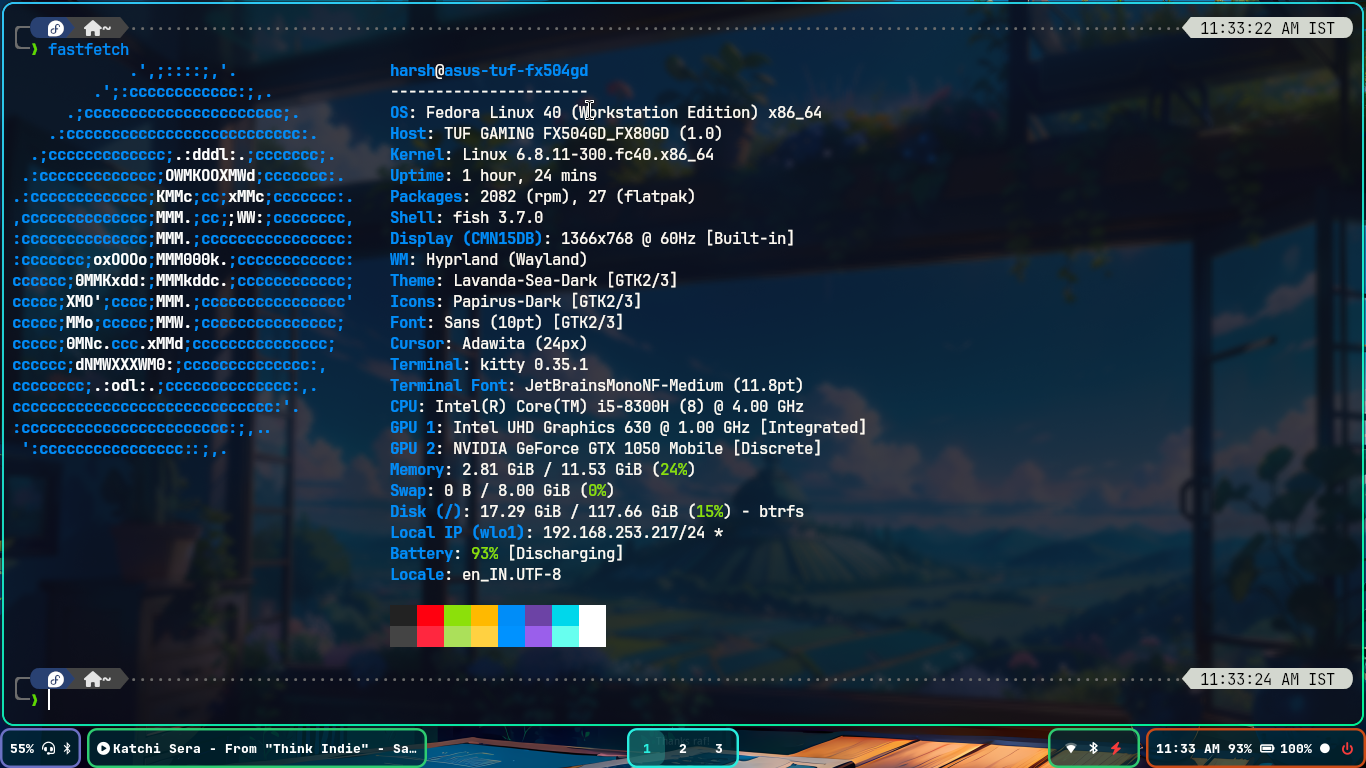 ~ 11:33:22 AM IST
❱ fastfetch
.',;::::;,'. harsh@asus-tuf-fx504gd
.';:cccccccccccc:;,. ----------------------
.;cccccccccccccccccccccc;. OS: Fedora Linux 40 (Workstation Edition) x86_64
.:cccccccccccccccccccccccccc:. Host: TUF GAMING FX504GD_FX80GD (1.0)
.;ccccccccccccc;.:dddl:.;ccccccc;. Kernel: Linux 6.8.11-300.fc40.x86_64
.:ccccccccccccc;OWMKOOXMWd;ccccccc:. Uptime: 1 hour, 24 mins
.:ccccccccccccc;KMMc;cc;xMMc;ccccccc:. Packages: 2082 (rpm), 27 (flatpak)
,cccccccccccccc;MMM.;cc;;WW:;cccccccc, Shell: fish 3.7.0
:cccccccccccccc;MMM.;cccccccccccccccc: Display (CMN15DB): 1366x768 @ 60Hz [Built-in]
:ccccccc;oxOOOo;MMM000k.;cccccccccccc: WM: Hyprland (Wayland)
cccccc;0MMKxdd:;MMMkddc.;cccccccccccc; Theme: Lavanda-Sea-Dark [GTK2/3]
ccccc;XMO';cccc;MMM.;cccccccccccccccc' Icons: Papirus-Dark [GTK2/3]
ccccc;MMo;ccccc;MMW.;ccccccccccccccc; Font: Sans (10pt) [GTK2/3]
ccccc;0MNc.ccc.xMMd;ccccccccccccccc; Cursor: Adawita (24px)
cccccc;dNMWXXXWM0:;cccccccccccccc:, Terminal: kitty 0.35.1
cccccccc;.:odl:.;cccccccccccccc:,. Terminal Font: JetBrainsMonoNF-Medium (11.8pt)
ccccccccccccccccccccccccccccc:'. CPU: Intel(R) Core(TM) i5-8300H (8) @ 4.00 GHz
:ccccccccccccccccccccccc:;,.. GPU 1: Intel UHD Graphics 630 @ 1.00 GHz [Integrated]
':cccccccccccccccc::;,. GPU 2: NVIDIA GeForce GTX 1050 Mobile [Discrete]
Memory: 2.81 GiB / 11.53 GiB (24%)
Swap: 0 B / 8.00 GiB (0%)
Disk (/): 17.29 GiB / 117.66 GiB (15%) - btrfs
Local IP (wlo1): 192.168.253.217/24 *
Battery: 93% [Discharging]
Locale: en_IN.UTF-8
~ 11:33:24 AM IST
❱
55% Katchi Sera - From "Think Indie" - Sa… 1 2 3 11:33 AM 93% 100%